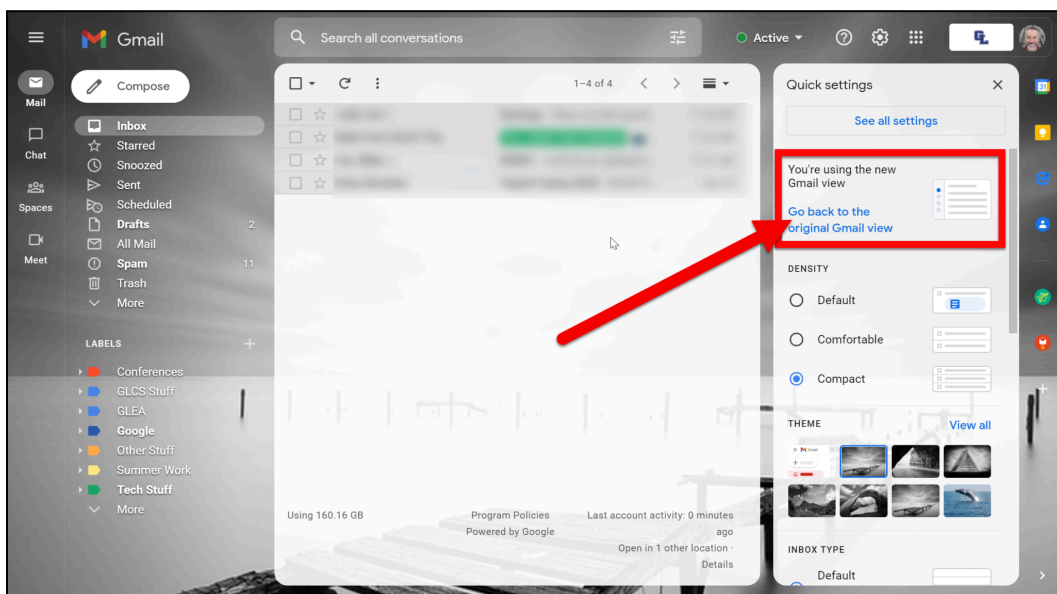 Gmail
Search all conversations
Active
GL
31
Mail
Chat
Spaces
Meet
Compose
Inbox
Starred
Snoozed
Sent
Scheduled
Drafts 2
All Mail
Spam 11
Trash
More
LABELS
Conferences
GLCS Stuff
GLEA
Google
Other Stuff
Summer Work
Tech Stuff
More
1–4 of 4
Using 160.16 GB
Program Policies
Powered by Google
Last account activity: 0 minutes
ago
Open in 1 other location ·
Details
Quick settings
See all settings
You're using the new
Gmail view
Go back to the
original Gmail view
DENSITY
Default
Comfortable
Compact
THEME
View all
INBOX TYPE
Default